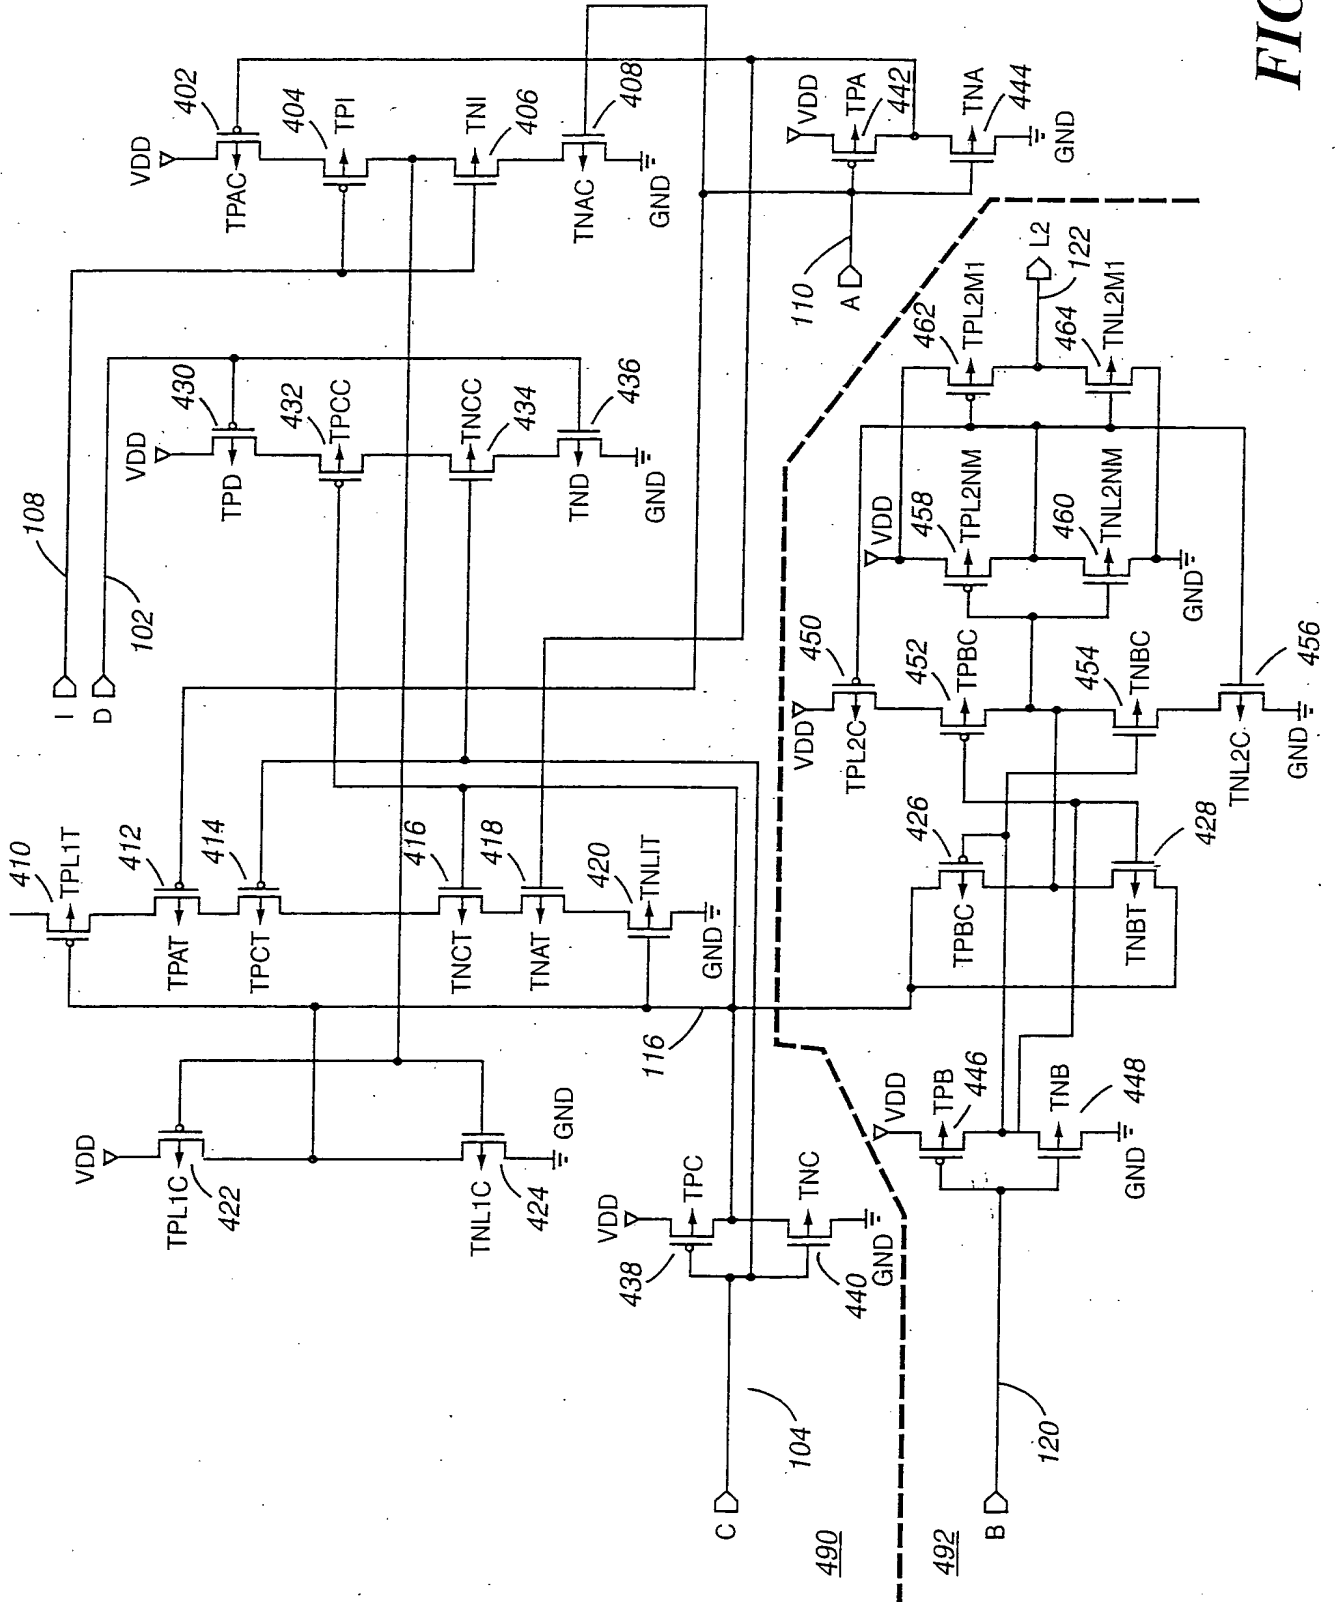 FIG
402
VDD
TPAC
404
TPI
TNI
406
408
TNAC
GND
VDD
TPA
442
TNA
444
GND
110
A
430
VDD
TPD
432
TPCC
TNCC
434
436
TND
GND
108
102
I
D
410
TPL1T
412
TPAT
414
TPCT
416
TNCT
418
TNAT
420
TNLIT
GND
116
VDD
TPL1C
422
TNL1C
424
GND
VDD
TPC
438
TNC
440
GND
C
104
490
492
B
120
VDD
TPB
446
TNB
448
GND
426
TPBC
TNBT
428
450
VDD
TPL2C
452
TPBC
454
TNBC
456
TNL2C
GND
VDD
458
TPL2NM
460
TNL2NM
GND
462
TPL2M1
464
TNL2M1
L2
122